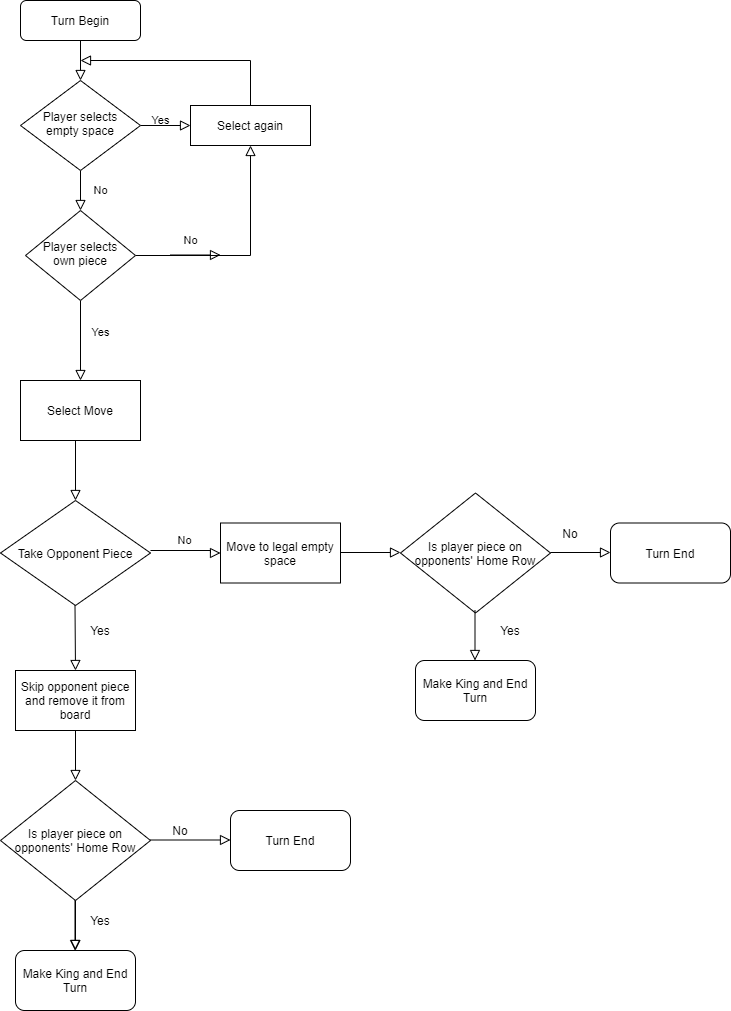 Turn Begin
Player selects
empty space
Yes
Select again
No
Player selects
own piece
No
Yes
Select Move
Take Opponent Piece
No
Move to legal empty
space
Is player piece on
opponents' Home Row
No
Turn End
Yes
Make King and End
Turn
Yes
Skip opponent piece
and remove it from
board
Is player piece on
opponents' Home Row
No
Turn End
Yes
Make King and End
Turn